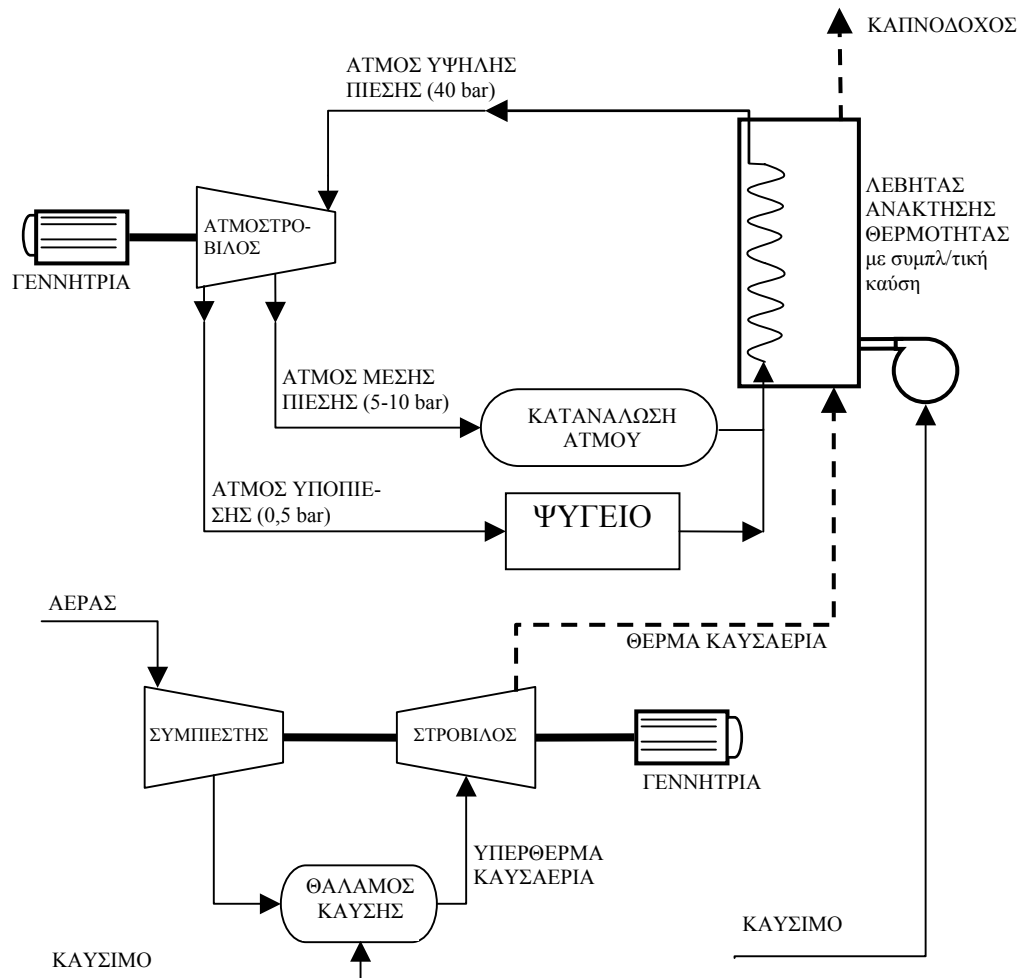 ΚΑΠΝΟΔΟΧΟΣ
ΑΤΜΟΣ ΥΨΗΛΗΣ
ΠΙΕΣΗΣ (40 bar)
ΛΕΒΗΤΑΣ
ΑΝΑΚΤΗΣΗΣ
ΘΕΡΜΟΤΗΤΑΣ
με συμπλ/τική
καύση
ΑΤΜΟΣΤΡΟ-
ΒΙΛΟΣ
ΓΕΝΝΗΤΡΙΑ
ΑΤΜΟΣ ΜΕΣΗΣ
ΠΙΕΣΗΣ (5-10 bar)
ΚΑΤΑΝΑΛΩΣΗ
ΑΤΜΟΥ
ΑΤΜΟΣ ΥΠΟΠΙΕ-
ΣΗΣ (0,5 bar)
ΨΥΓΕΙΟ
ΑΕΡΑΣ
ΘΕΡΜΑ ΚΑΥΣΑΕΡΙΑ
ΣΥΜΠΙΕΣΤΗΣ
ΣΤΡΟΒΙΛΟΣ
ΓΕΝΝΗΤΡΙΑ
ΥΠΕΡΘΕΡΜΑ
ΚΑΥΣΑΕΡΙΑ
ΘΑΛΑΜΟΣ
ΚΑΥΣΗΣ
ΚΑΥΣΙΜΟ
ΚΑΥΣΙΜΟ